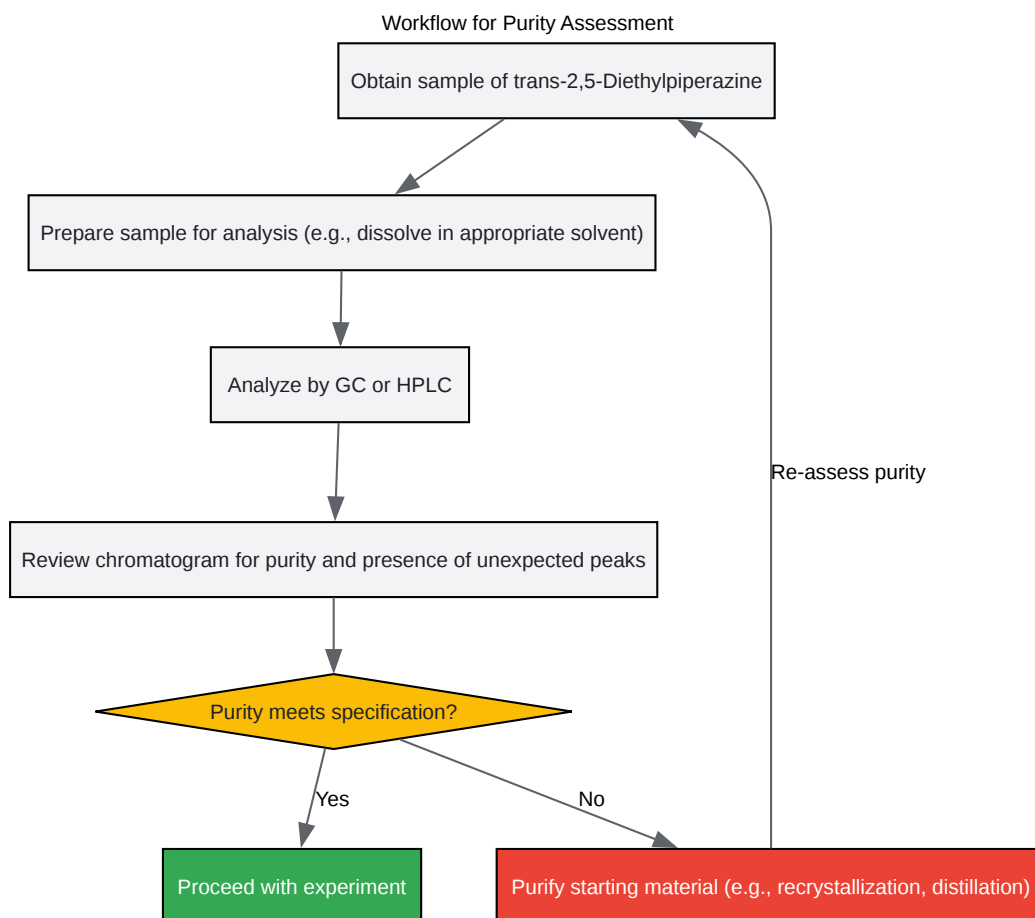 Workflow for Purity Assessment
Obtain sample of trans-2,5-Diethylpiperazine
Prepare sample for analysis (e.g., dissolve in appropriate solvent)
Analyze by GC or HPLC
Re-assess purity
Review chromatogram for purity and presence of unexpected peaks
Purity meets specification?
Yes
No
Proceed with experiment
Purify starting material (e.g., recrystallization, distillation)